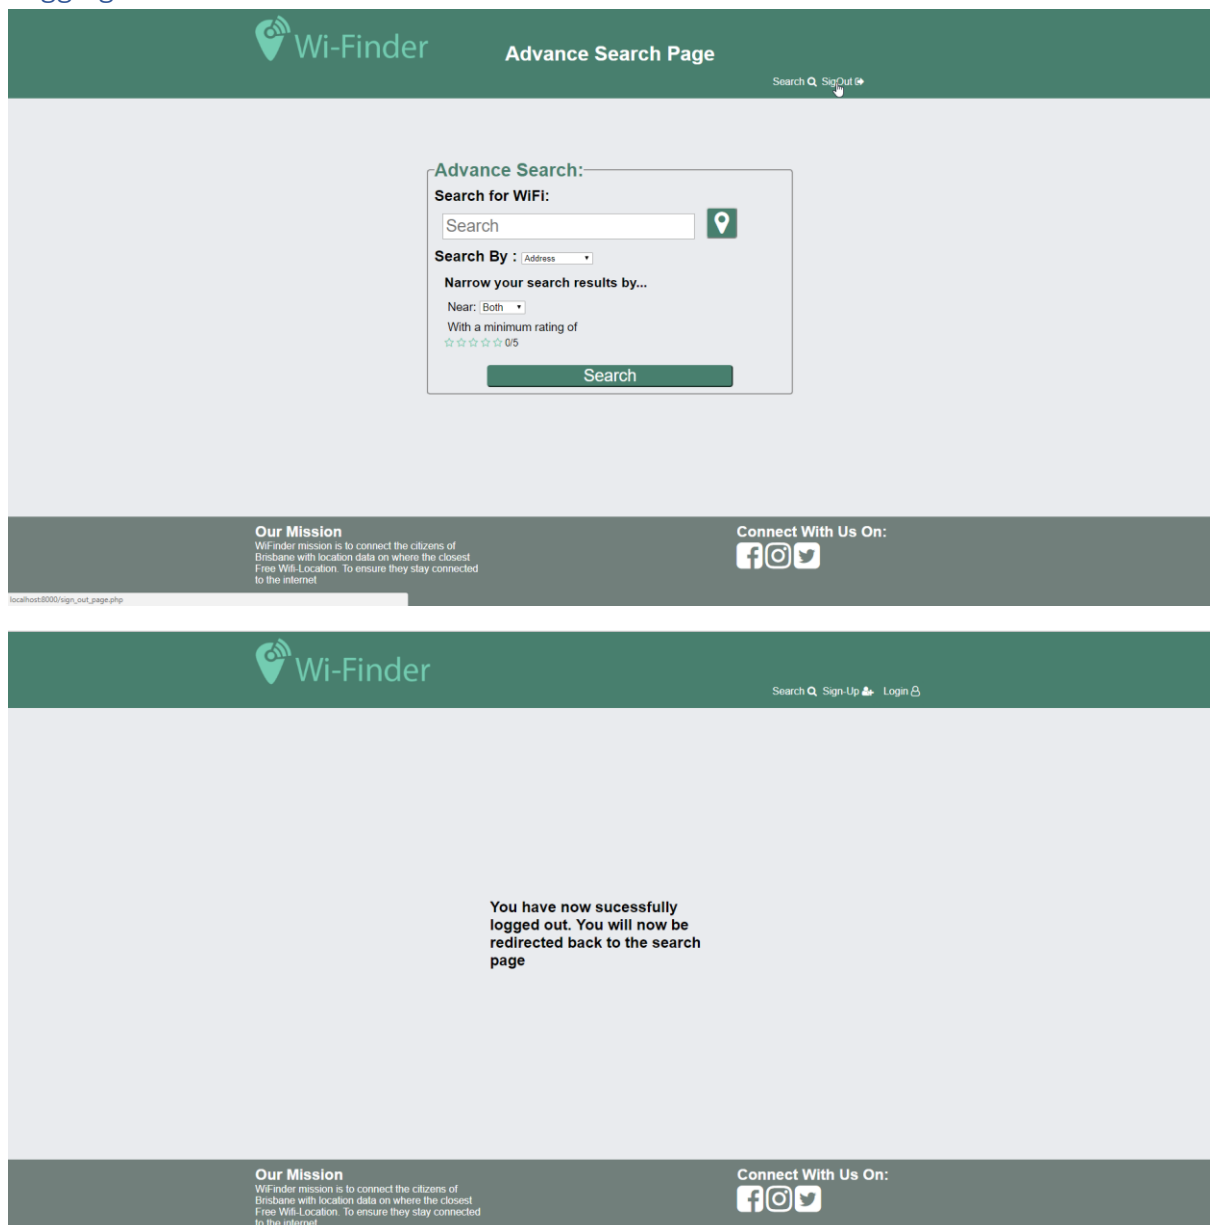 Wi-Finder
Advance Search Page
Search SigOut
Advance Search:
Search for WiFi:
Search
Search By : Address
Narrow your search results by...
Near: Both
With a minimum rating of
0/5
Search
Our Mission
WiFinder mission is to connect the citizens of
Brisbane with location data on where the closest
Free Wifi-Location. To ensure they stay connected
to the internet
Connect With Us On:
localhost:8000/sign_out_page.php
Wi-Finder
Search Sign-Up Login
You have now sucessfully
logged out. You will now be
redirected back to the search
page
Our Mission
WiFinder mission is to connect the citizens of
Brisbane with location data on where the closest
Free Wifi-Location. To ensure they stay connected
to the internet
Connect With Us On: